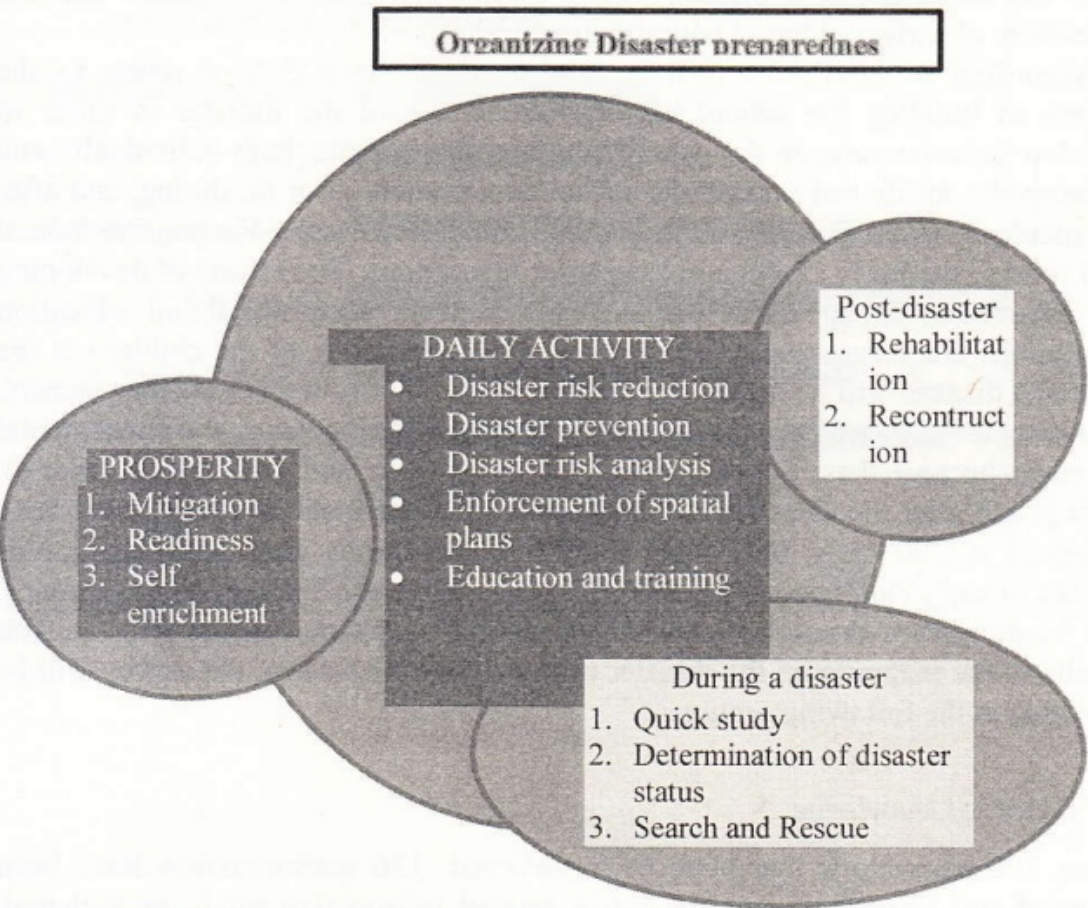 Organizing Disaster preparednes
DAILY ACTIVITY
• Disaster risk reduction
• Disaster prevention
• Disaster risk analysis
• Enforcement of spatial
plans
• Education and training
Post-disaster
1. Rehabilitat
ion
2. Recontruct
ion
PROSPERITY
1. Mitigation
2. Readiness
3. Self
enrichment
During a disaster
1. Quick study
2. Determination of disaster
status
3. Search and Rescue